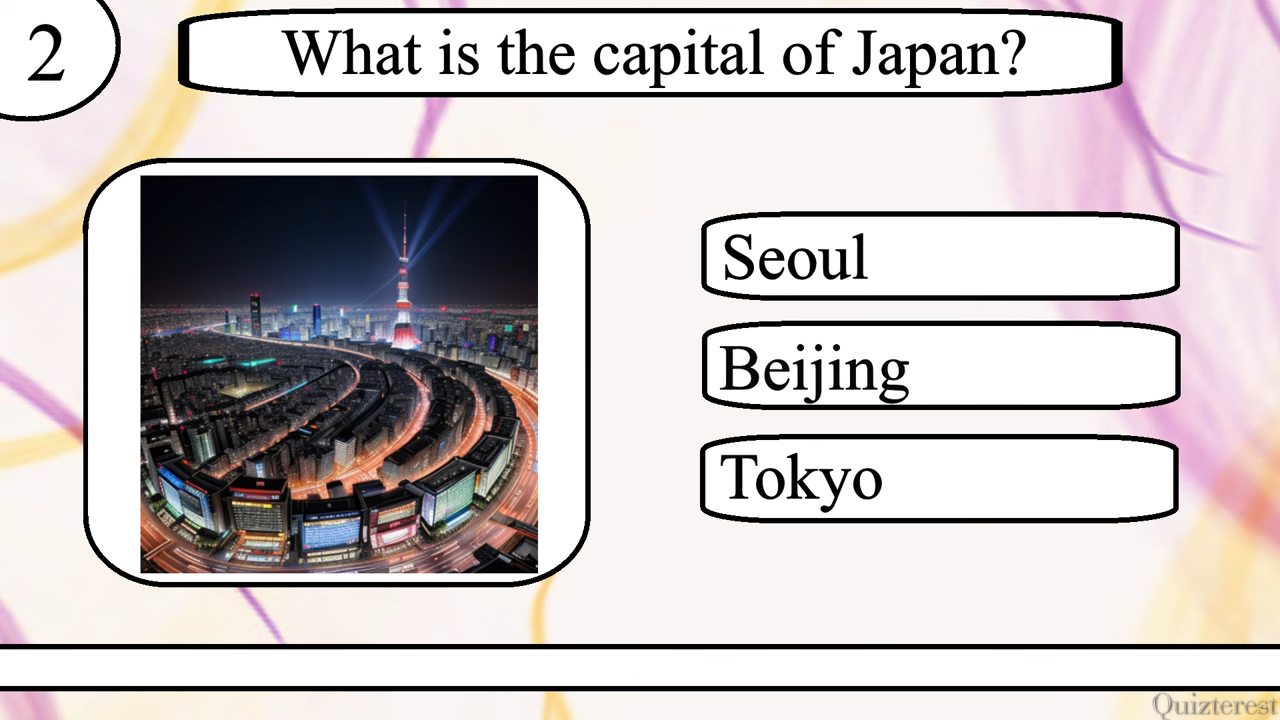 2
What is the capital of Japan?
Seoul
Beijing
Tokyo
Quizterest